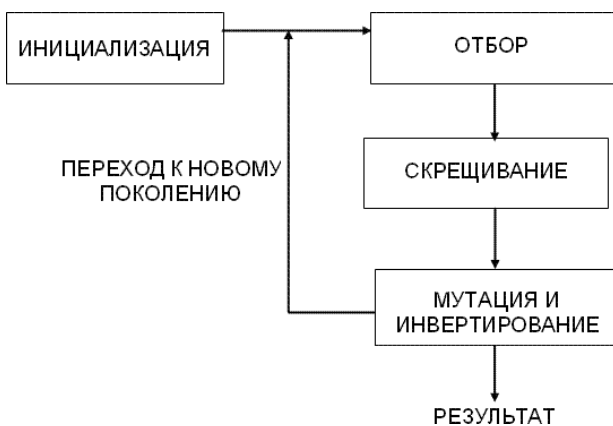 ИНИЦИАЛИЗАЦИЯ
ОТБОР
СКРЕЩИВАНИЕ
ПЕРЕХОД К НОВОМУ
ПОКОЛЕНИЮ
МУТАЦИЯ И
ИНВЕРТИРОВАНИЕ
РЕЗУЛЬТАТ